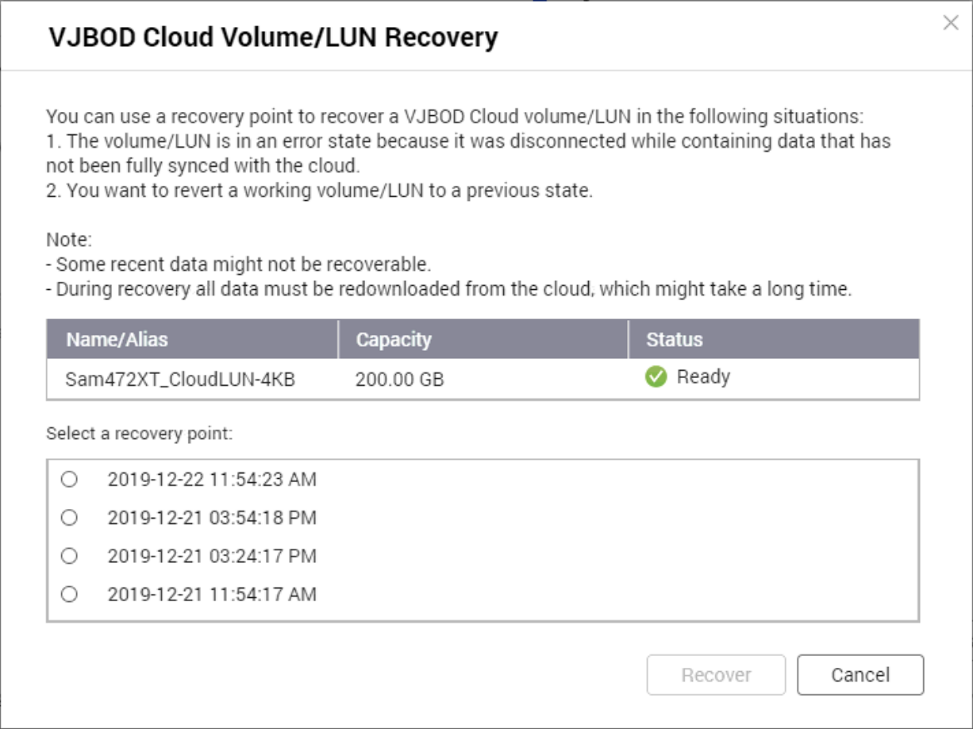 VJBOD Cloud Volume/LUN Recovery
You can use a recovery point to recover a VJBOD Cloud volume/LUN in the following situations:
1. The volume/LUN is in an error state because it was disconnected while containing data that has
not been fully synced with the cloud.
2. You want to revert a working volume/LUN to a previous state.
Note:
- Some recent data might not be recoverable.
- During recovery all data must be redownloaded from the cloud, which might take a long time.
Name/Alias Capacity Status
Sam472XT_CloudLUN-4KB 200.00 GB Ready
Select a recovery point:
2019-12-22 11:54:23 AM
2019-12-21 03:54:18 PM
2019-12-21 03:24:17 PM
2019-12-21 11:54:17 AM
Recover Cancel